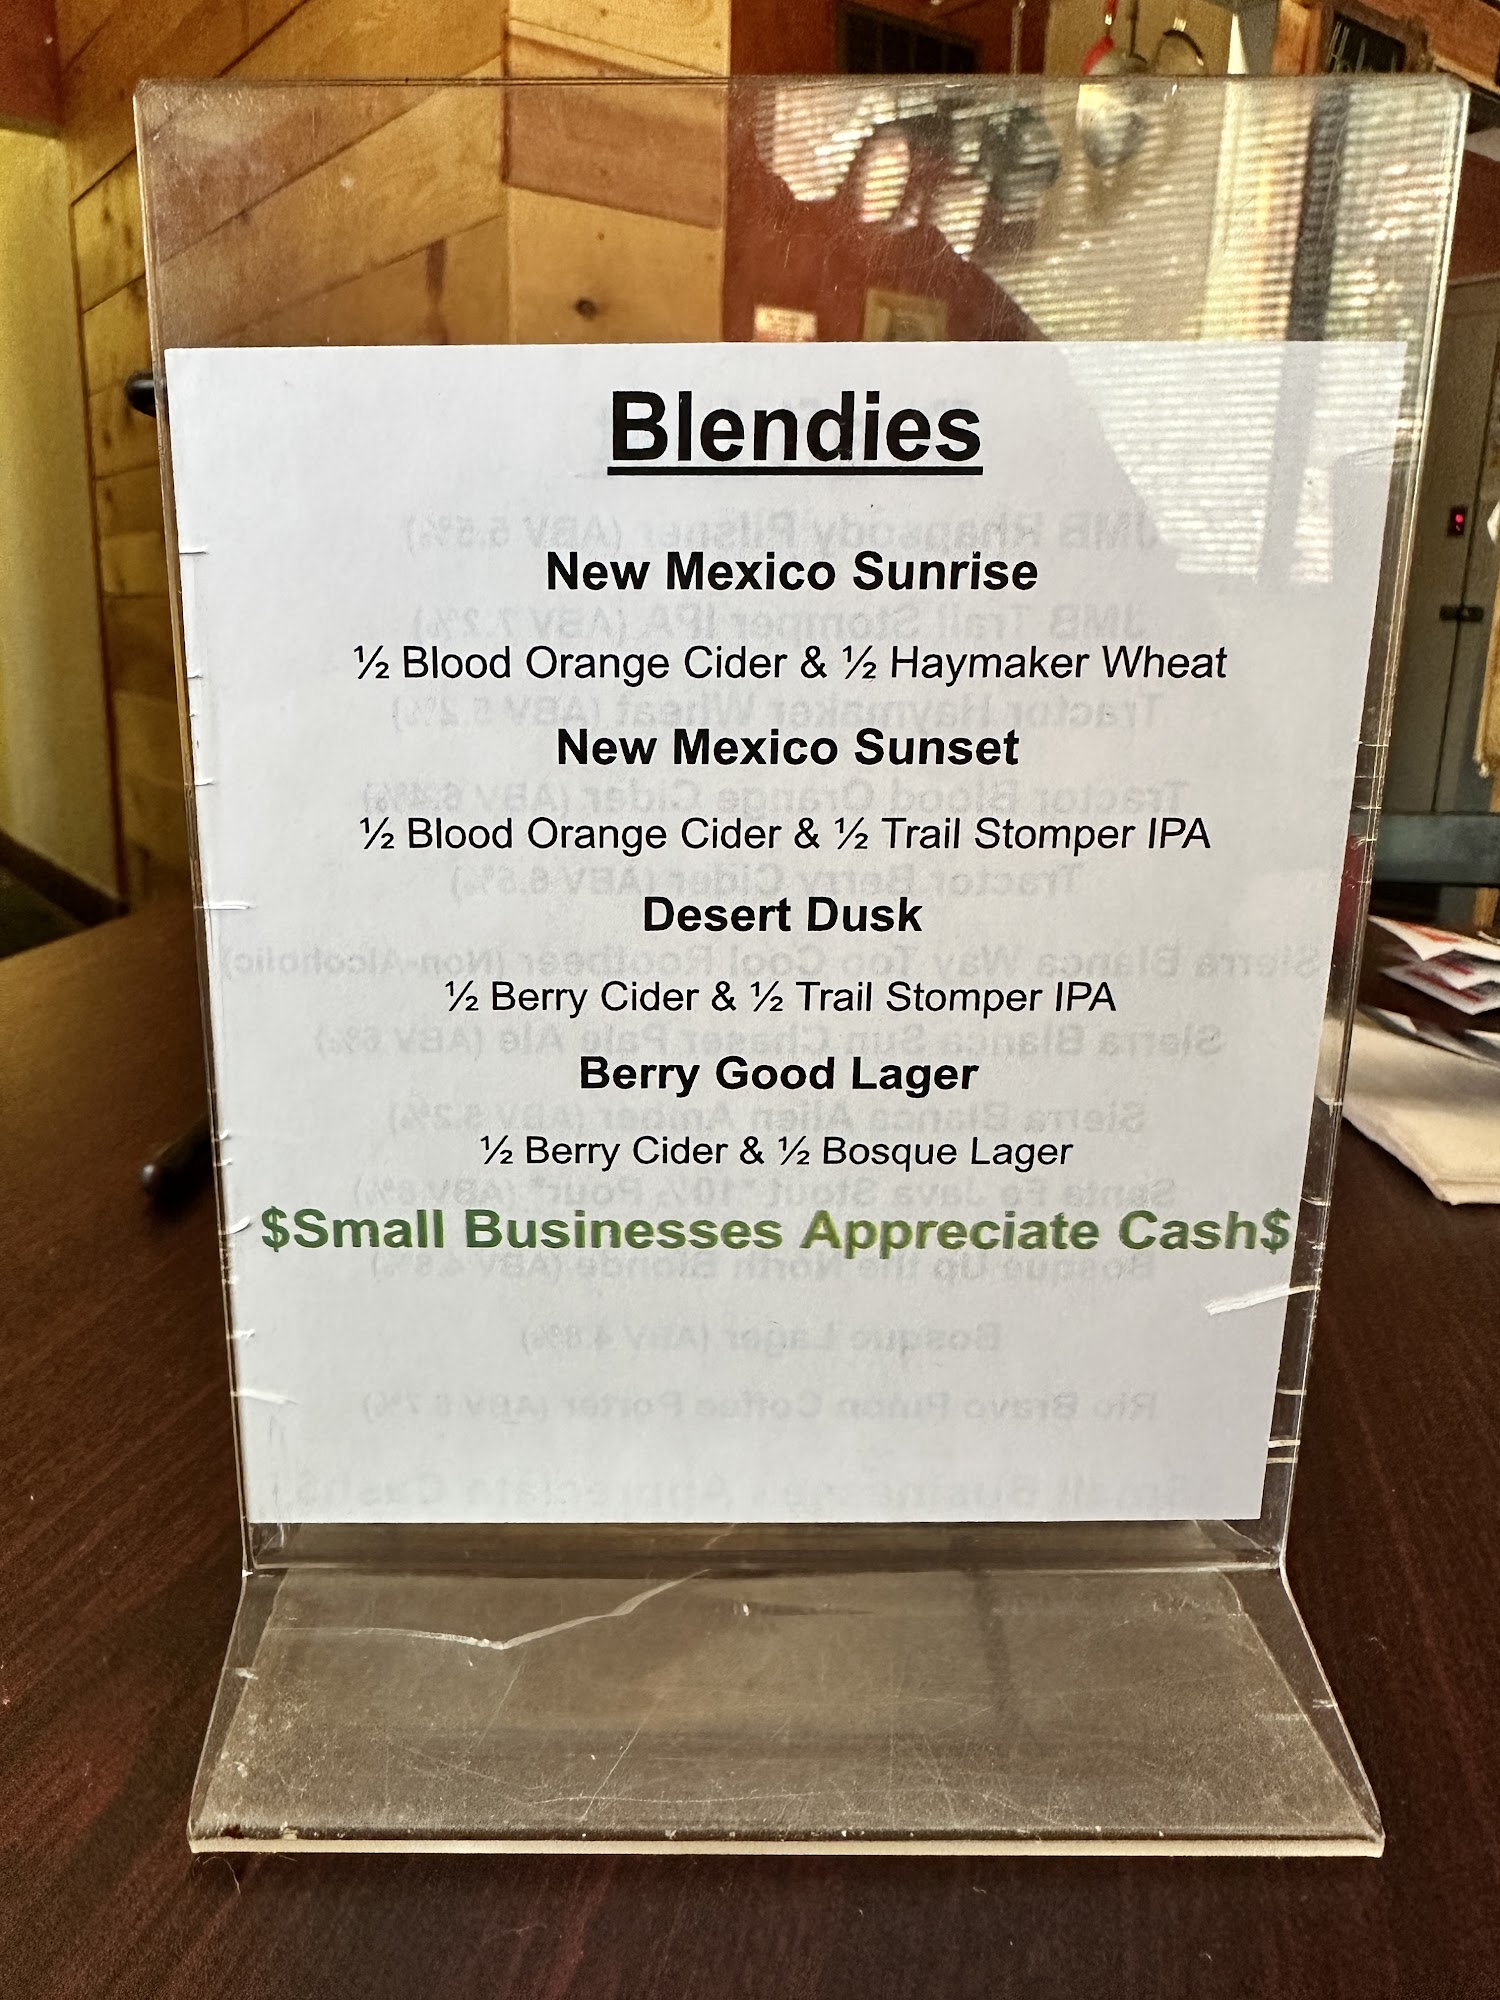 Blendies
New Mexico Sunrise
½ Blood Orange Cider & ½ Haymaker Wheat
New Mexico Sunset
½ Blood Orange Cider & ½ Trail Stomper IPA
Desert Dusk
½ Berry Cider & ½ Trail Stomper IPA
Berry Good Lager
½ Berry Cider & ½ Bosque Lager
$Small Businesses Appreciate Cash$